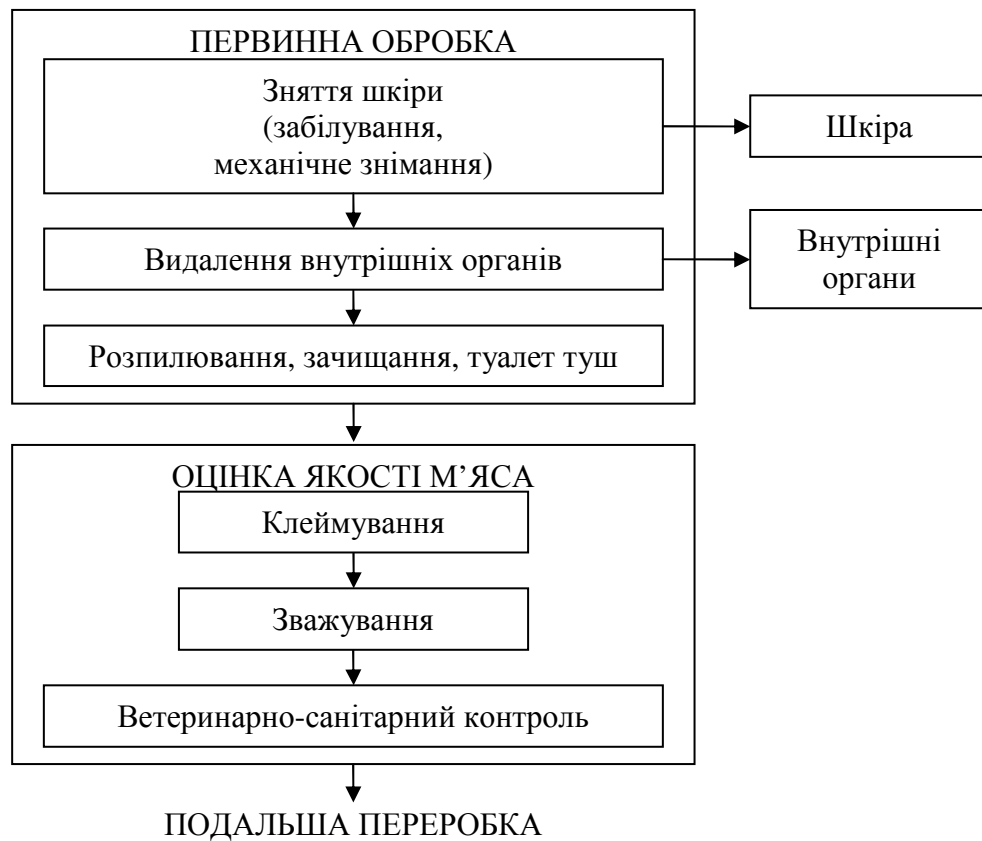 ПЕРВИННА ОБРОБКА
Зняття шкіри
(забілування,
механічне знімання)
Шкіра
Видалення внутрішніх органів
Внутрішні
органи
Розпилювання, зачищання, туалет туш
ОЦІНКА ЯКОСТІ М’ЯСА
Клеймування
Зважування
Ветеринарно-санітарний контроль
ПОДАЛЬША ПЕРЕРОБКА